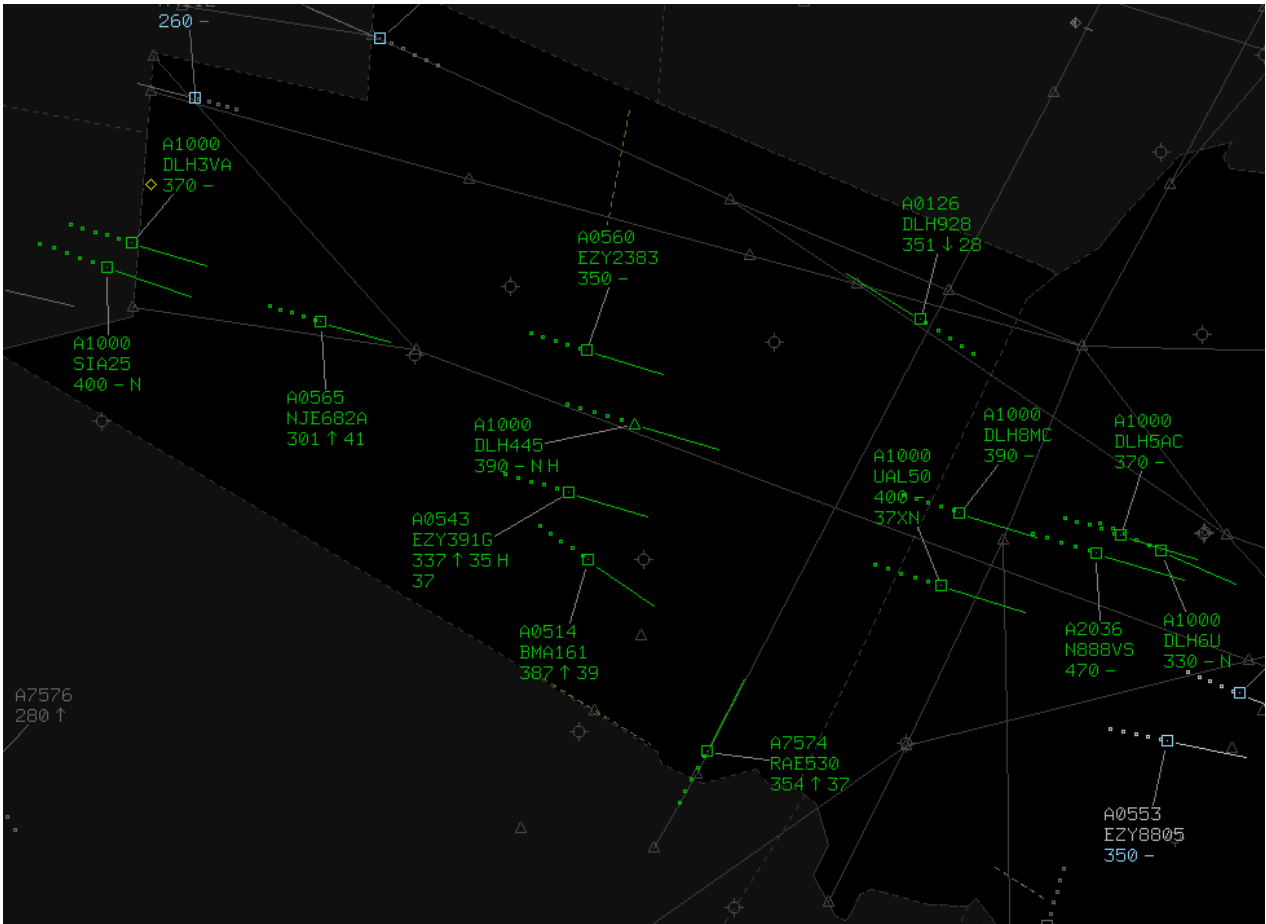 260 -
A1000
DLH3VA
370 -
A0126
DLH928
351 ↓ 28
A0560
EZY2383
350 -
A1000
SIA25
400 - N
A0565
NJE682A
301 ↑ 41
A1000
DLH445
390 - N H
A1000
DLH8MC
390 -
A1000
DLH5AC
370 -
A1000
UAL50
400 -
37XN
A0543
EZY391G
337 ↑ 35 H
37
A0514
BMA161
387 ↑ 39
A2036
N888VS
470 -
A1000
DLH6U
330 - N
A7576
280 ↑
A7574
RAE530
354 ↑ 37
A0553
EZY8805
350 -